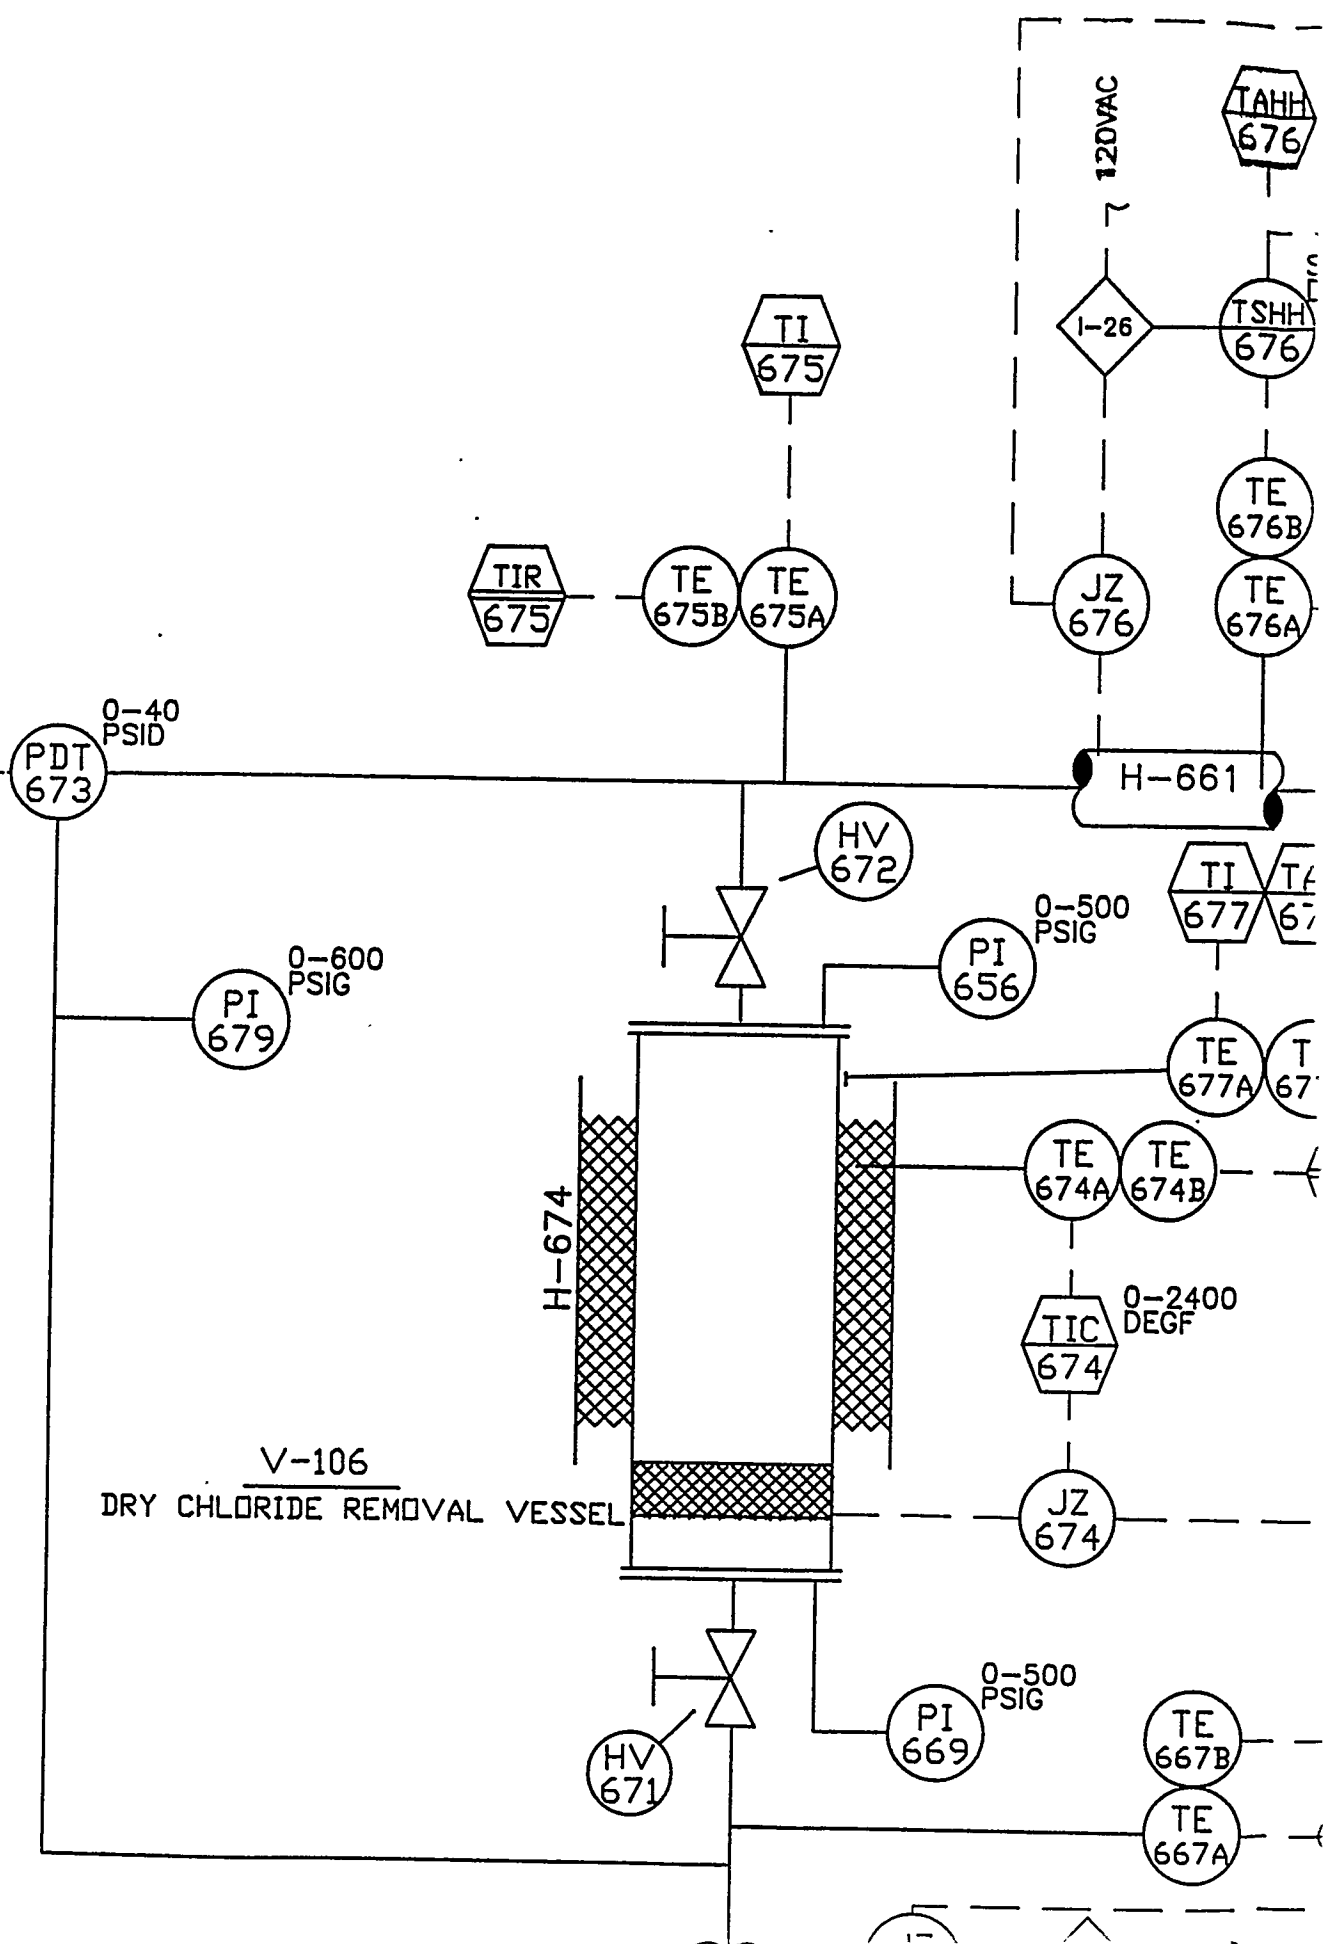 120VAC
TAHH
676
TI
675
I-26
TSHH
676
TE
676B
TIR
675
TE
675B
TE
675A
JZ
676
TE
676A
0-40
PSID
PDT
673
H-661
HV
672
TI
677
0-500
PSIG
PI
656
0-600
PSIG
PI
679
TE
677A
TE
674A
TE
674B
H-674
0-2400
DEGF
TIC
674
V-106
DRY CHLORIDE REMOVAL VESSEL
JZ
674
0-500
PSIG
PI
669
HV
671
TE
667B
TE
667A